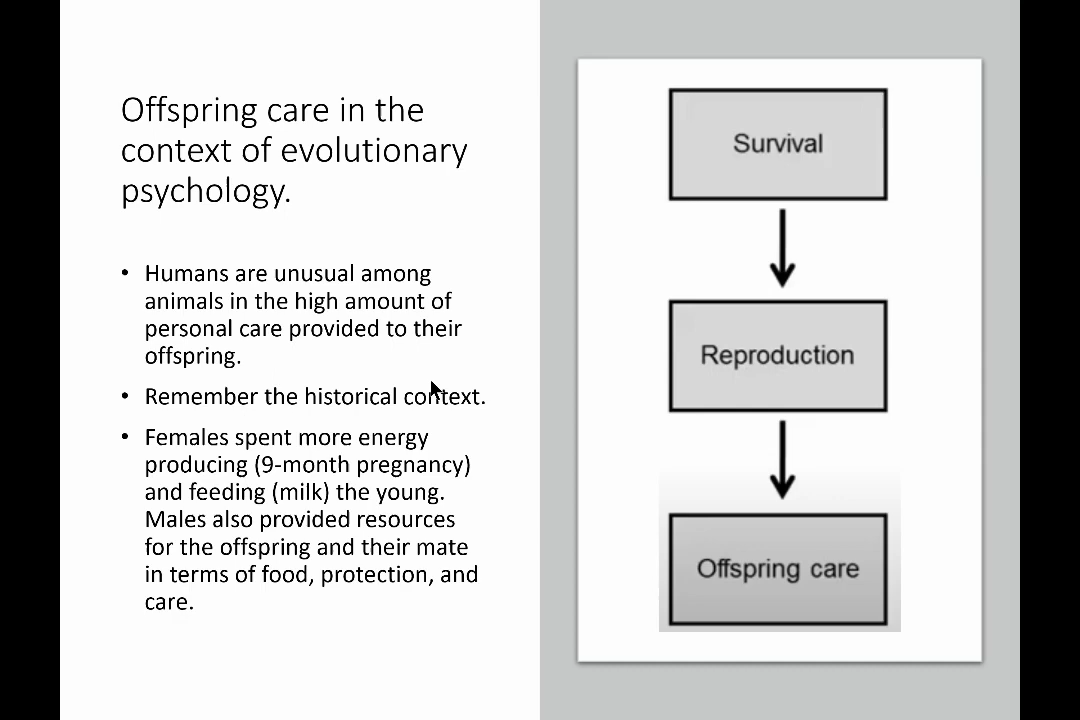 Offspring care in the
context of evolutionary
psychology.
• Humans are unusual among
animals in the high amount of
personal care provided to their
offspring.
• Remember the historical context.
• Females spent more energy
producing (9-month pregnancy)
and feeding (milk) the young.
Males also provided resources
for the offspring and their mate
in terms of food, protection, and
care.
Survival
Reproduction
Offspring care